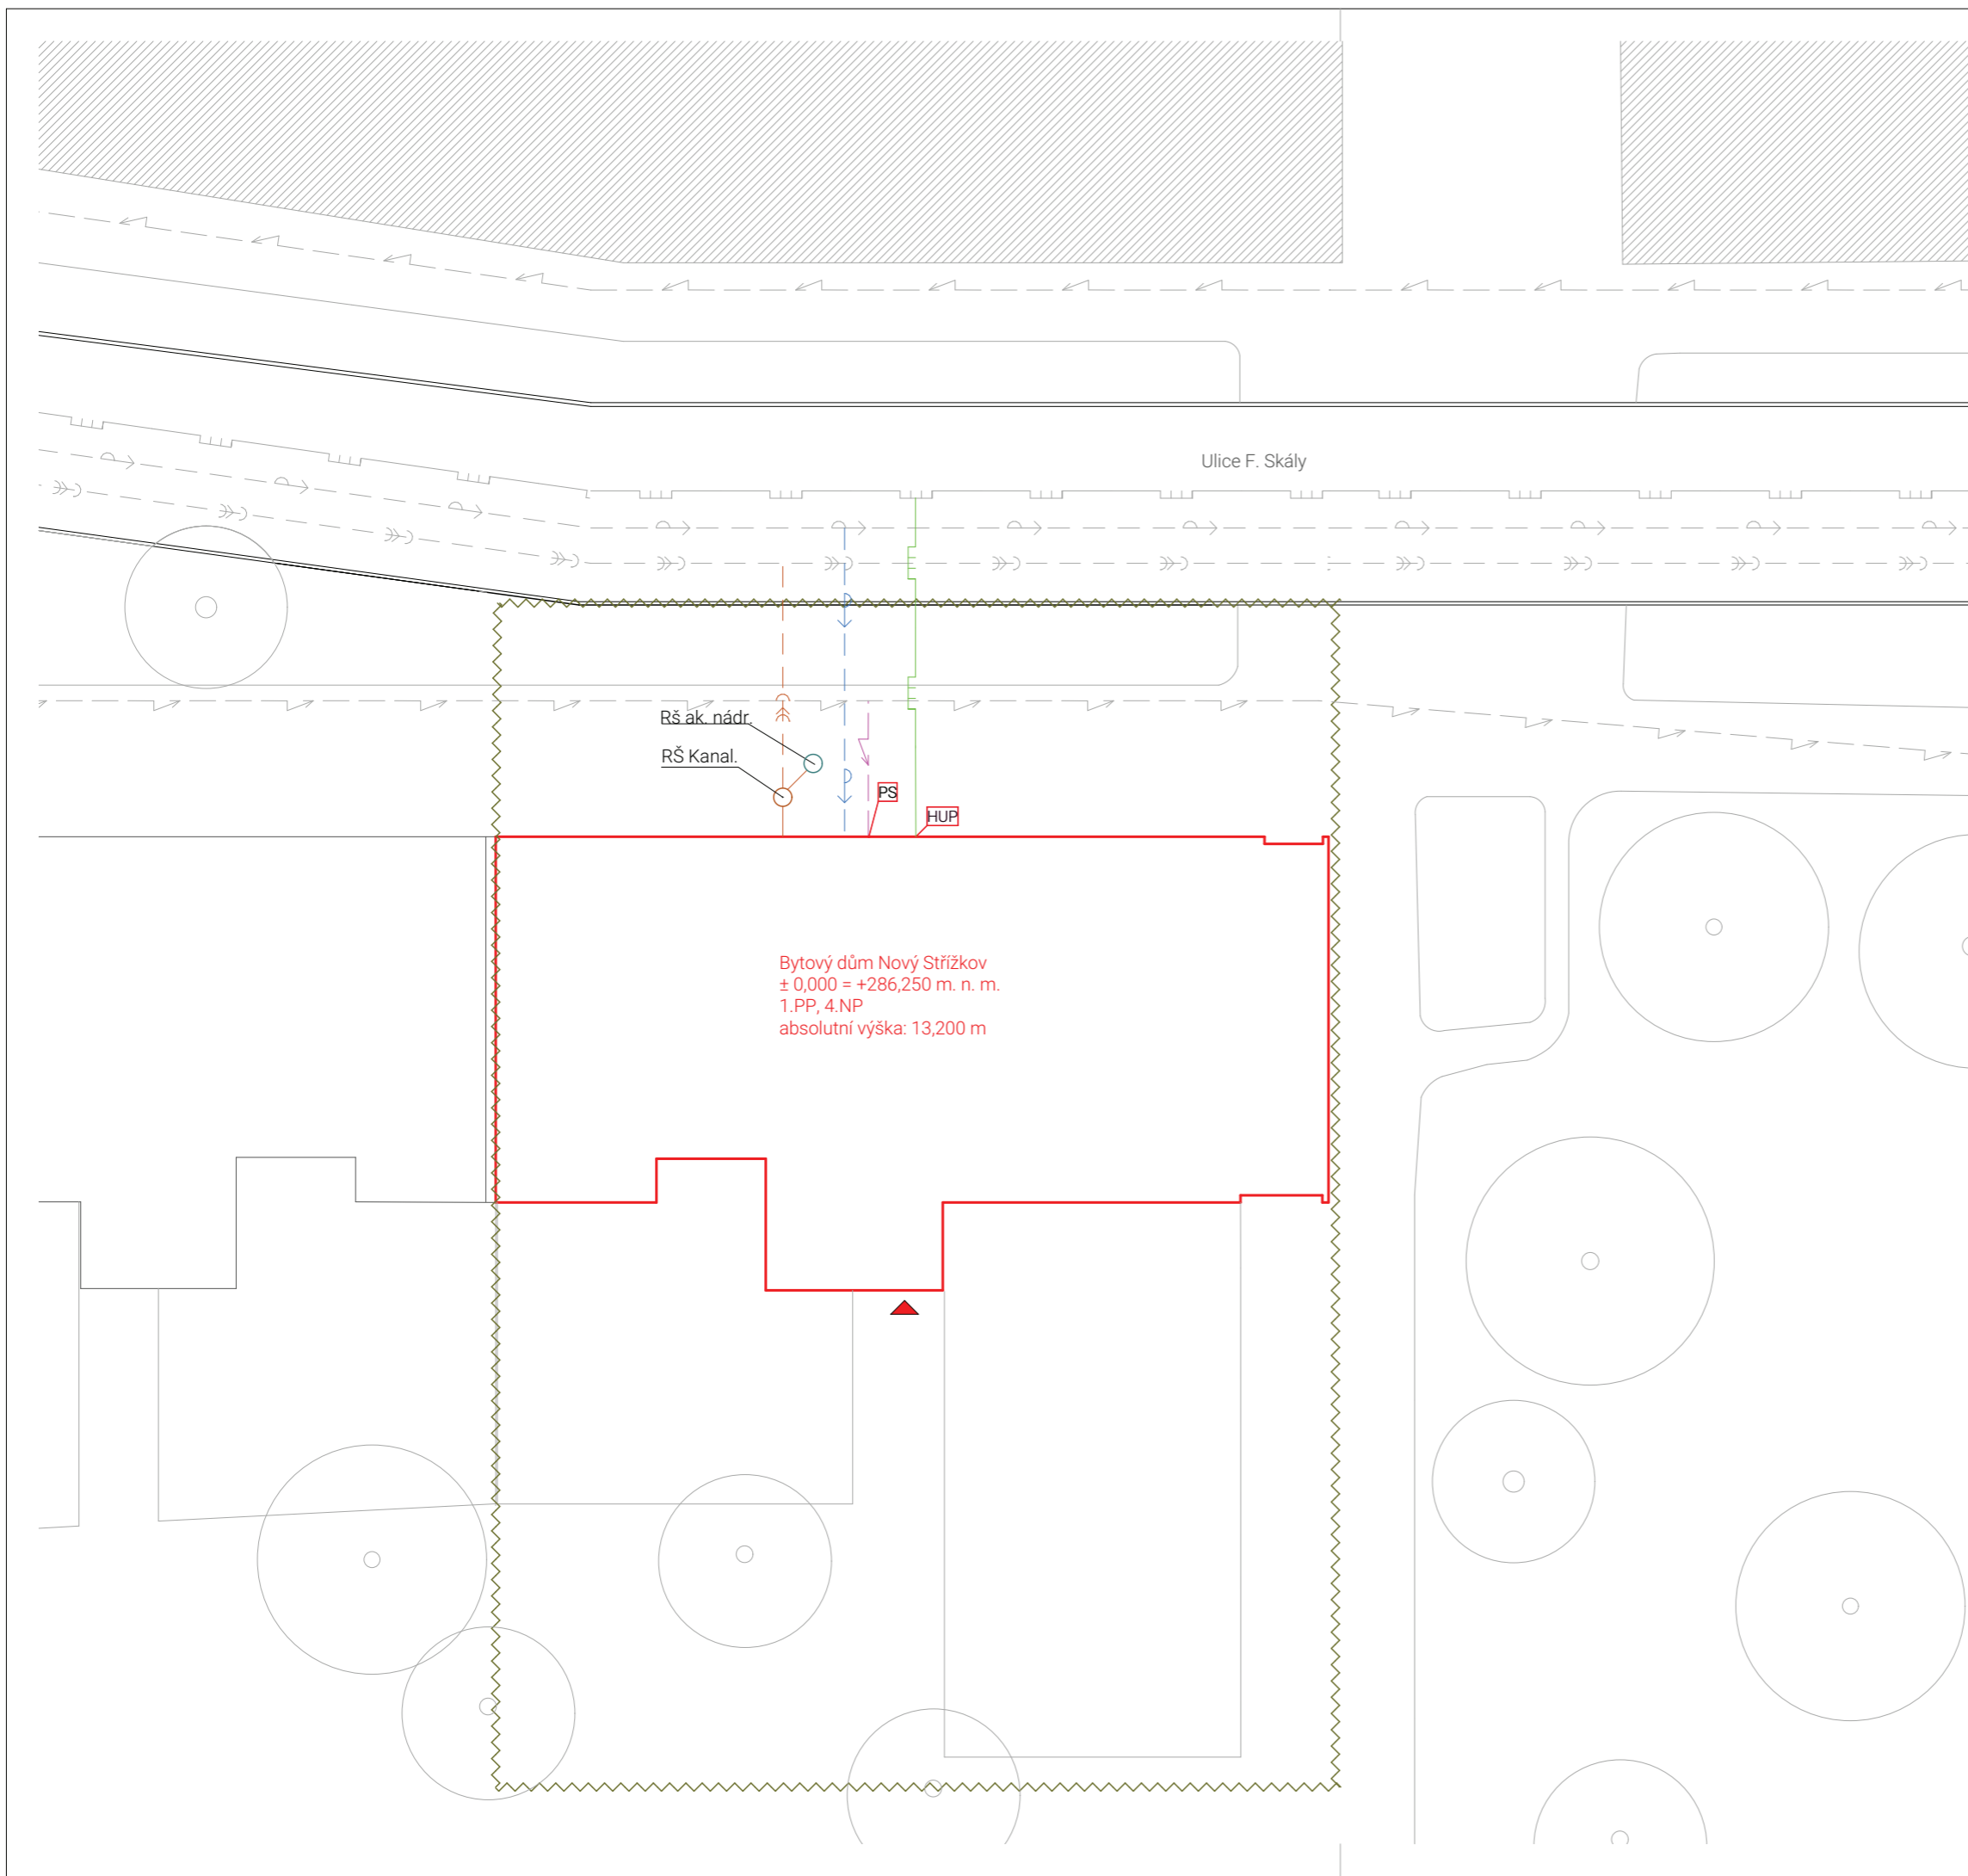 Ulice F. Skály
Rš ak. nádr.
RŠ Kanal.
PS
HUP
Bytový dům Nový Střížkov
± 0,000 = +286,250 m. n. m.
1.PP, 4.NP
absolutní výška: 13,200 m